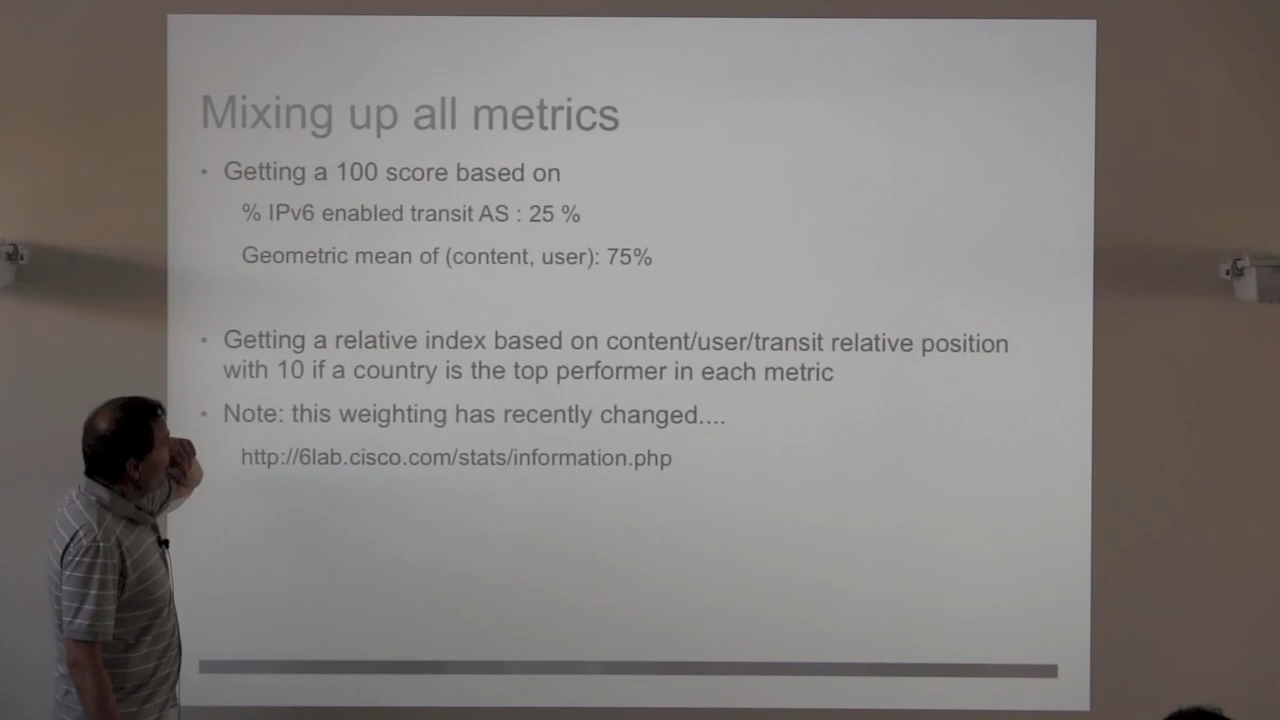 Mixing up all metrics
• Getting a 100 score based on
% IPv6 enabled transit AS : 25 %
Geometric mean of (content, user): 75%
• Getting a relative index based on content/user/transit relative position
with 10 if a country is the top performer in each metric
• Note: this weighting has recently changed....
http://6lab.cisco.com/stats/information.php